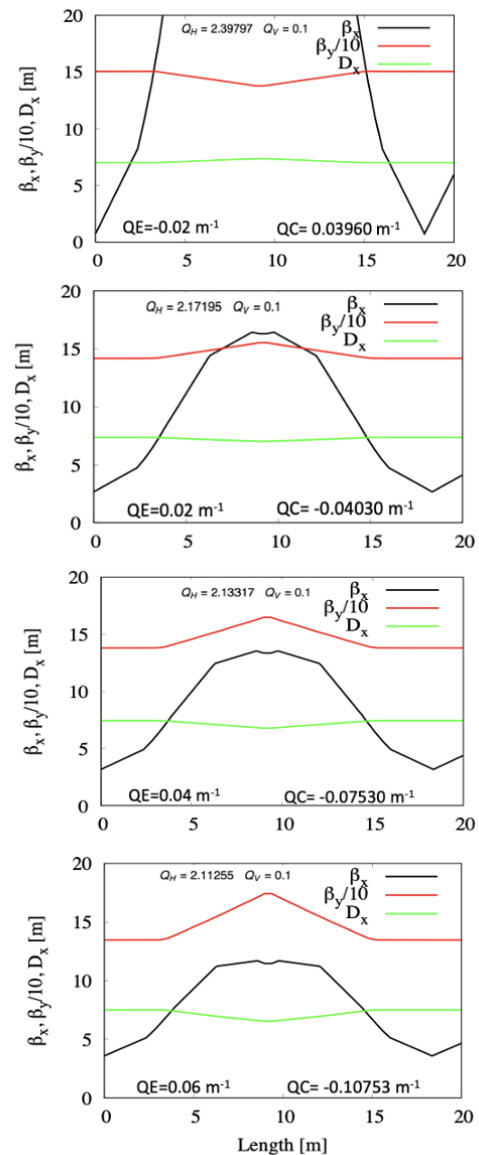 20
Q_H = 2.39797 Q_V = 0.1
β_x
β_y/10
D_x
15
10
5
0
β_x, β_y/10, D_x [m]
QE=-0.02 m⁻¹ QC= 0.03960 m⁻¹
0 5 10 15 20
20
Q_H = 2.17195 Q_V = 0.1
β_x
β_y/10
D_x
15
10
5
0
β_x, β_y/10, D_x [m]
QE=0.02 m⁻¹ QC= -0.04030 m⁻¹
0 5 10 15 20
20
Q_H = 2.13317 Q_V = 0.1
β_x
β_y/10
D_x
15
10
5
0
β_x, β_y/10, D_x [m]
QE=0.04 m⁻¹ QC= -0.07530 m⁻¹
0 5 10 15 20
20
Q_H = 2.11255 Q_V = 0.1
β_x
β_y/10
D_x
15
10
5
0
β_x, β_y/10, D_x [m]
QE=0.06 m⁻¹ QC= -0.10753 m⁻¹
0 5 10 15 20
Length [m]